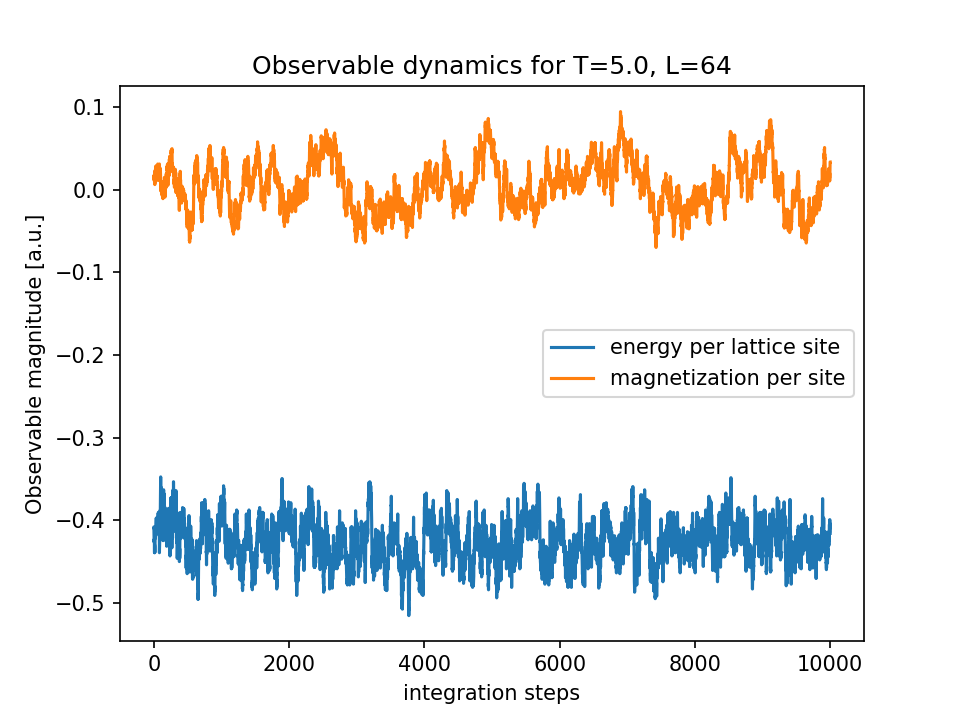 Observable dynamics for T=5.0, L=64
Observable magnitude [a.u.]
0.1
0.0
−0.1
−0.2
−0.3
−0.4
−0.5
energy per lattice site
magnetization per site
0 2000 4000 6000 8000 10000
integration steps